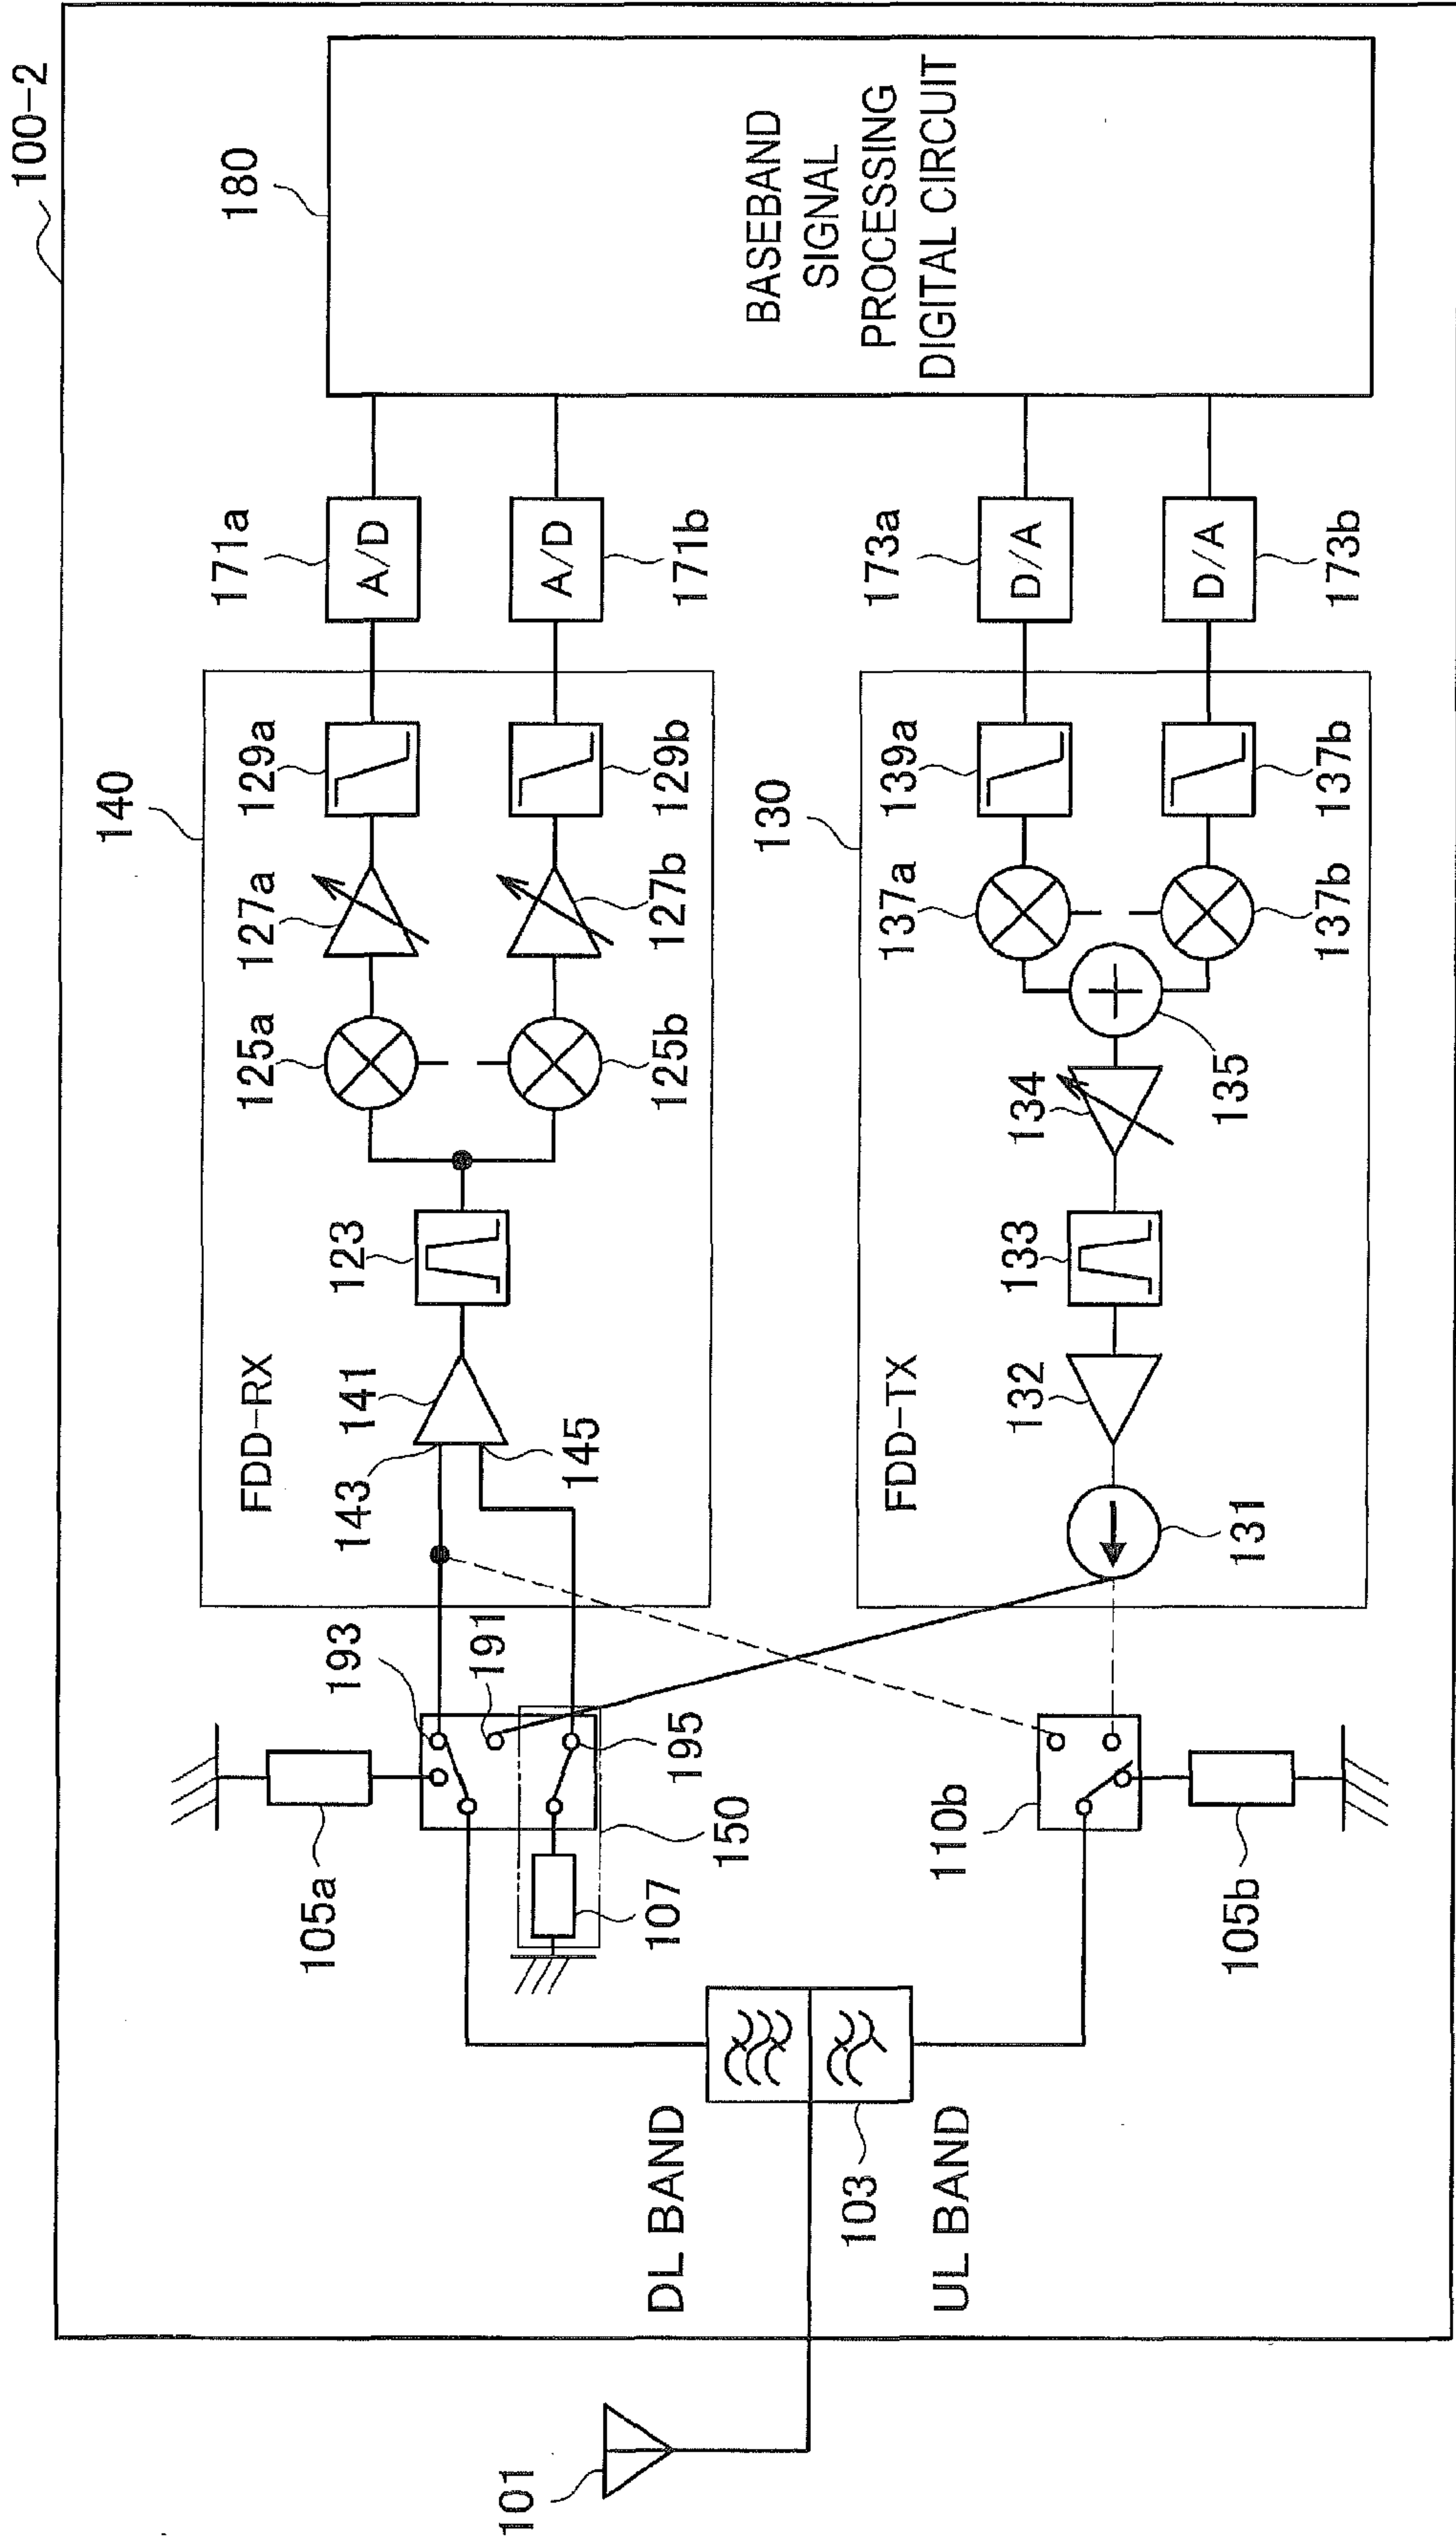 100-2
180
BASEBAND
SIGNAL
PROCESSING
DIGITAL CIRCUIT
171a
A/D
A/D
171b
173a
D/A
D/A
173b
140
129a
129b
127a
127b
125a
125b
123
FDD-RX
141
143
145
130
139a
137b
137a
137b
135
134
133
132
FDD-TX
131
193
191
195
150
105a
107
110b
105b
DL BAND
103
UL BAND
101